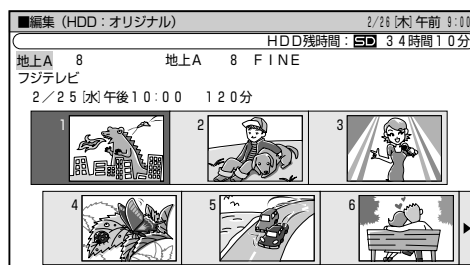 ■編集(HDD:オリジナル) 2/26[木]午前 9:00
HDD残時間:SD 34時間10分
地上A 8 地上A 8 FINE
フジテレビ
2/25[水]午後10:00 120分
1 2 3
4 5 6